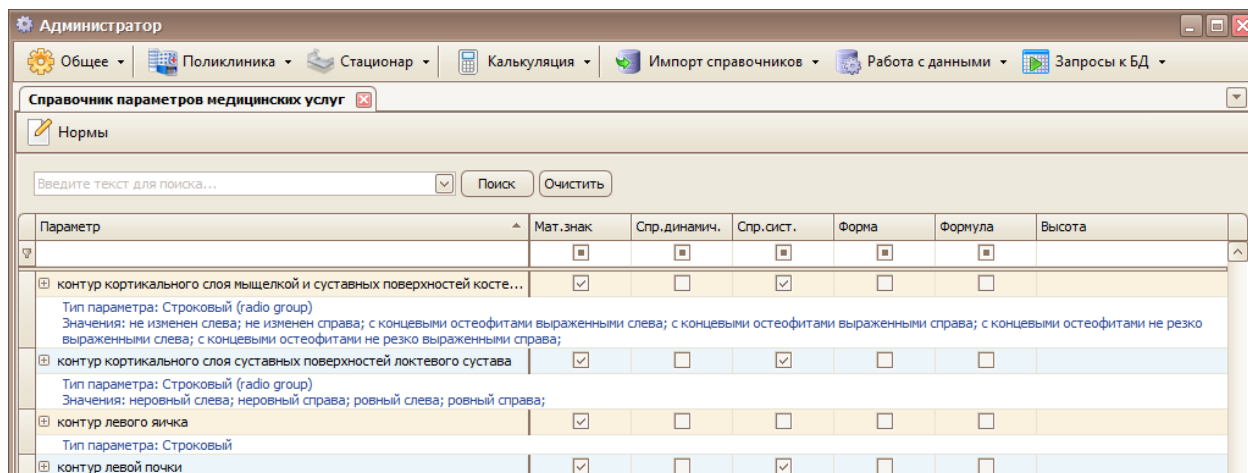 Администратор
Общее Поликлиника Стационар Калькуляция Импорт справочников Работа с данными Запросы к БД
Справочник параметров медицинских услуг
Нормы
Введите текст для поиска... Поиск Очистить
Параметр Мат.знак Спр.динамич. Спр.сист. Форма Формула Высота
контур кортикального слоя мыщелкой и суставных поверхностей косте...
Тип параметра: Строковый (radio group)
Значения: не изменен слева; не изменен справа; с концевыми остеофитами выраженными слева; с концевыми остеофитами выраженными справа; с концевыми остеофитами не резко
выраженными слева; с концевыми остеофитами не резко выраженными справа;
контур кортикального слоя суставных поверхностей локтевого сустава
Тип параметра: Строковый (radio group)
Значения: неровный слева; неровный справа; ровный слева; ровный справа;
контур левого яичка
Тип параметра: Строковый
контур левой почки